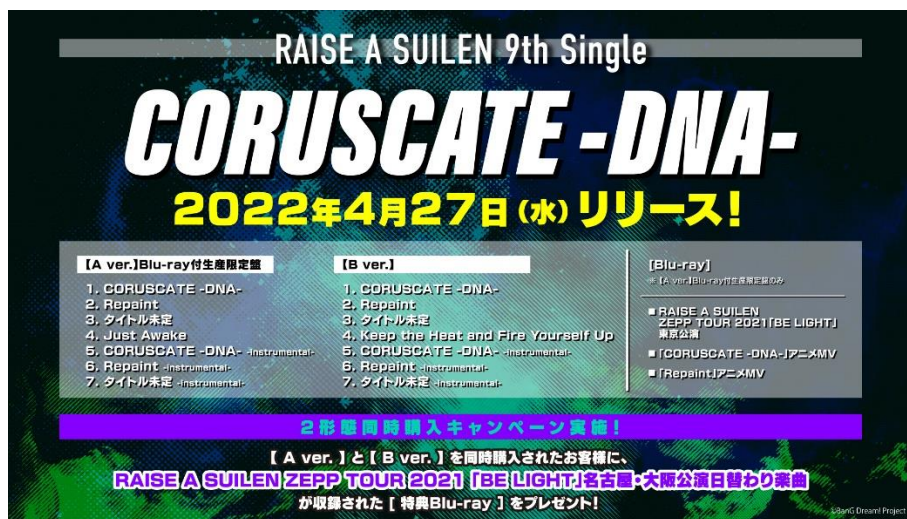 RAISE A SUILEN 9th Single
CORUSCATE -DNA-
2022年4月27日(水)リリース!
【A ver.】Blu-ray付生産限定盤
1. CORUSCATE -DNA-
2. Repaint
3. タイトル未定
4. Just Awake
5. CORUSCATE -DNA- -instrumental-
6. Repaint -instrumental-
7. タイトル未定 -instrumental-
【B ver.】
1. CORUSCATE -DNA-
2. Repaint
3. タイトル未定
4. Keep the Heat and Fire Yourself Up
5. CORUSCATE -DNA- -instrumental-
6. Repaint -instrumental-
7. タイトル未定 -instrumental-
[Blu-ray]
※【A ver.】Blu-ray付生産限定盤のみ
■ RAISE A SUILEN
ZEPP TOUR 2021「BE LIGHT」
東京公演
■「CORUSCATE -DNA-」アニメMV
■「Repaint」アニメMV
2形態同時購入キャンペーン実施!
【 A ver. 】と【 B ver. 】を同時購入されたお客様に、
RAISE A SUILEN ZEPP TOUR 2021「BE LIGHT」名古屋・大阪公演日替わり楽曲
が収録された [ 特典Blu-ray ] をプレゼント!
©BanG Dream! Project